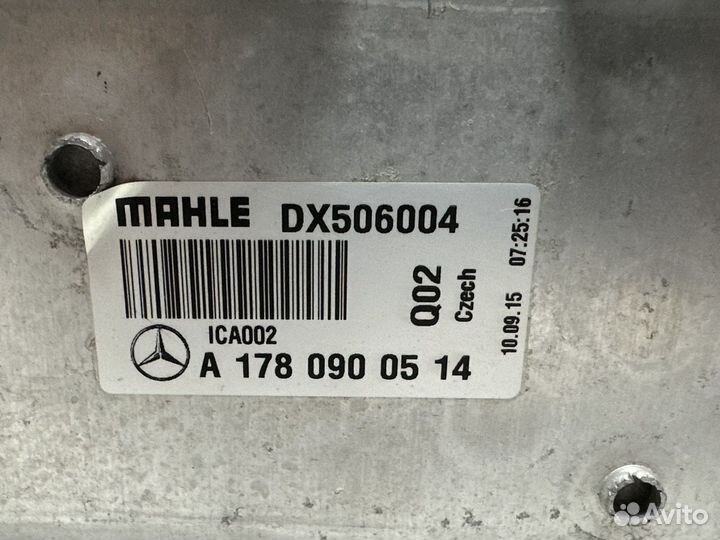 MAHLE DX506004
ICA002
A 178 090 05 14
Q02
Czech
10.09.15 07:25:16
Avito